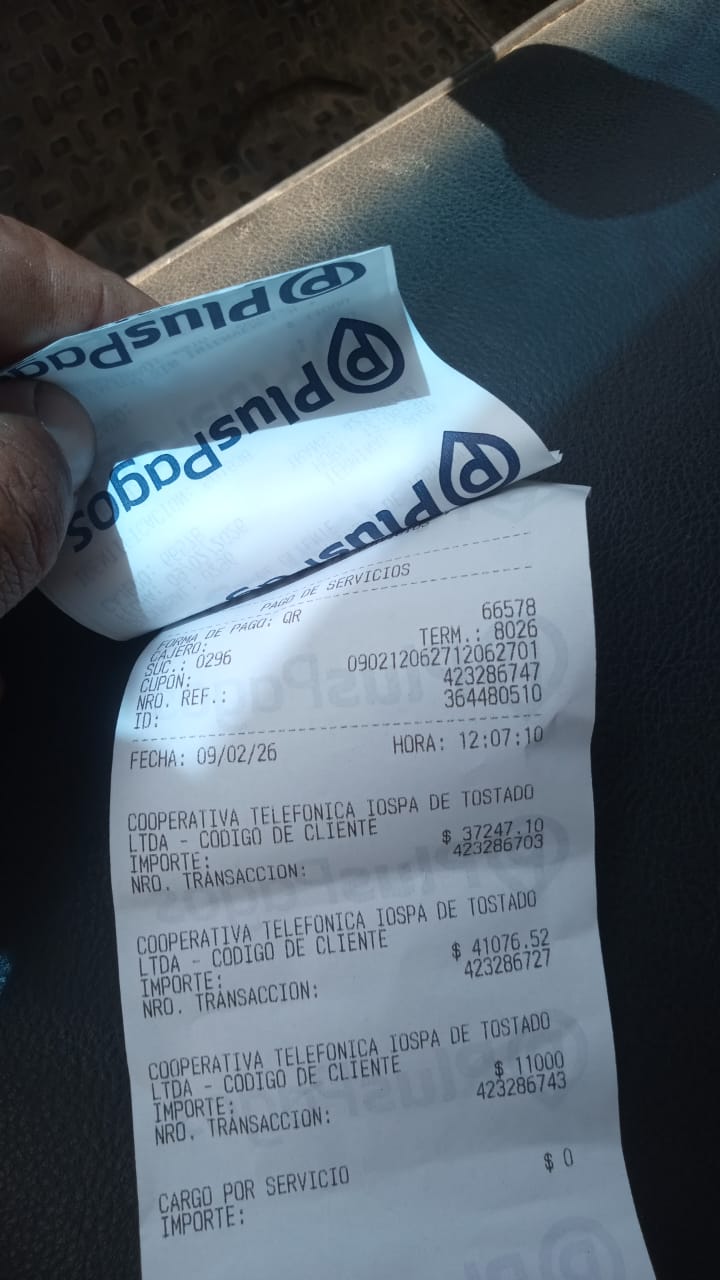 PlusPagos
PlusPagos
PlusPagos
PAGO DE SERVICIOS
FORMA DE PAGO: QR
CAJERO: 66578
SUC.: 0296 TERM.: 8026
CUPON: 090212062712062701
NRO. REF.: 423286747
ID: 364480510
FECHA: 09/02/26 HORA: 12:07:10
COOPERATIVA TELEFONICA IOSPA DE TOSTADO
LTDA - CODIGO DE CLIENTE
IMPORTE: $ 37247.10
NRO. TRANSACCION: 423286703
COOPERATIVA TELEFONICA IOSPA DE TOSTADO
LTDA - CODIGO DE CLIENTE
IMPORTE: $ 41076.52
NRO. TRANSACCION: 423286727
COOPERATIVA TELEFONICA IOSPA DE TOSTADO
LTDA - CODIGO DE CLIENTE
IMPORTE: $ 11000
NRO. TRANSACCION: 423286743
CARGO POR SERVICIO
IMPORTE: $ 0